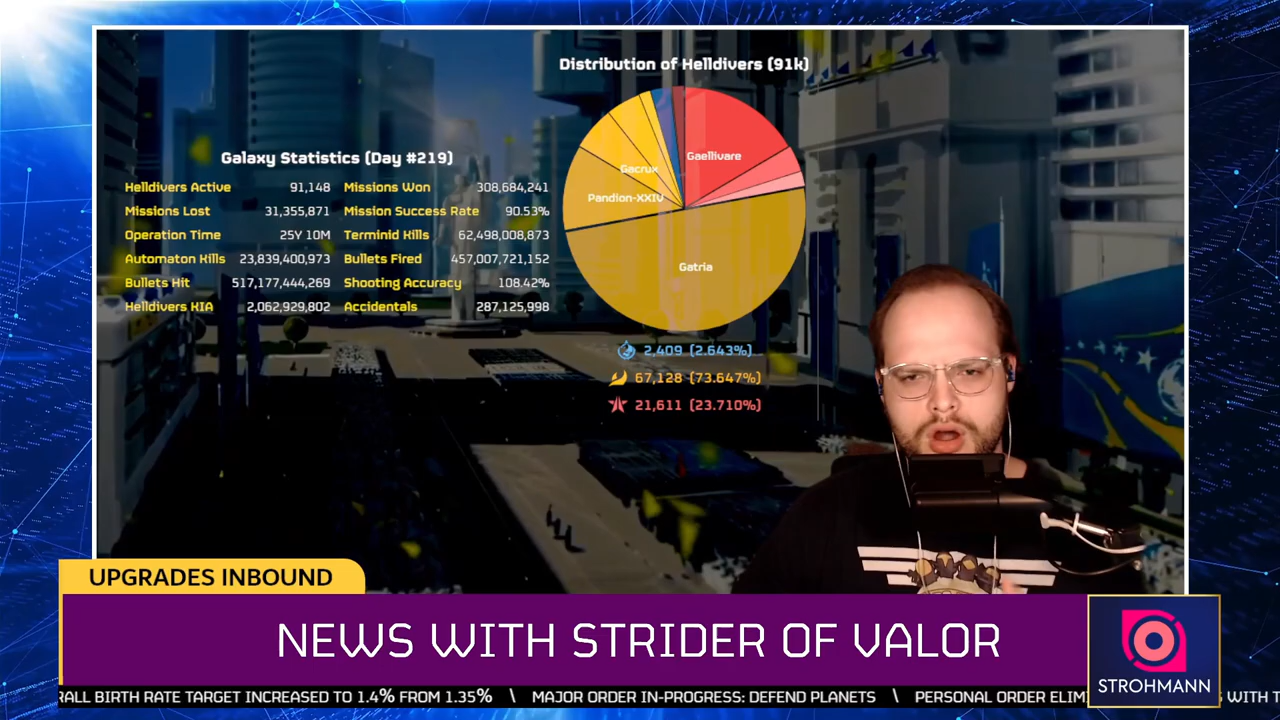 Distribution of Helldivers (91k)
Gaellivare
Gacrux
Pandion-XXIV
Gatria
2,409 (2.643%)
67,128 (73.647%)
21,611 (23.710%)
Galaxy Statistics (Day #219)
Helldivers Active 91,148 Missions Won 308,684,241
Missions Lost 31,355,871 Mission Success Rate 90.53%
Operation Time 25Y 10M Terminid Kills 62,498,008,873
Automaton Kills 23,839,400,973 Bullets Fired 457,007,721,152
Bullets Hit 517,177,444,269 Shooting Accuracy 108.42%
Helldivers KIA 2,062,929,802 Accidentals 287,125,998
UPGRADES INBOUND
NEWS WITH STRIDER OF VALOR
STROHMANN
RALL BIRTH RATE TARGET INCREASED TO 1.4% FROM 1.35% \ MAJOR ORDER IN-PROGRESS: DEFEND PLANETS \ PERSONAL ORDER ELIM WITH T